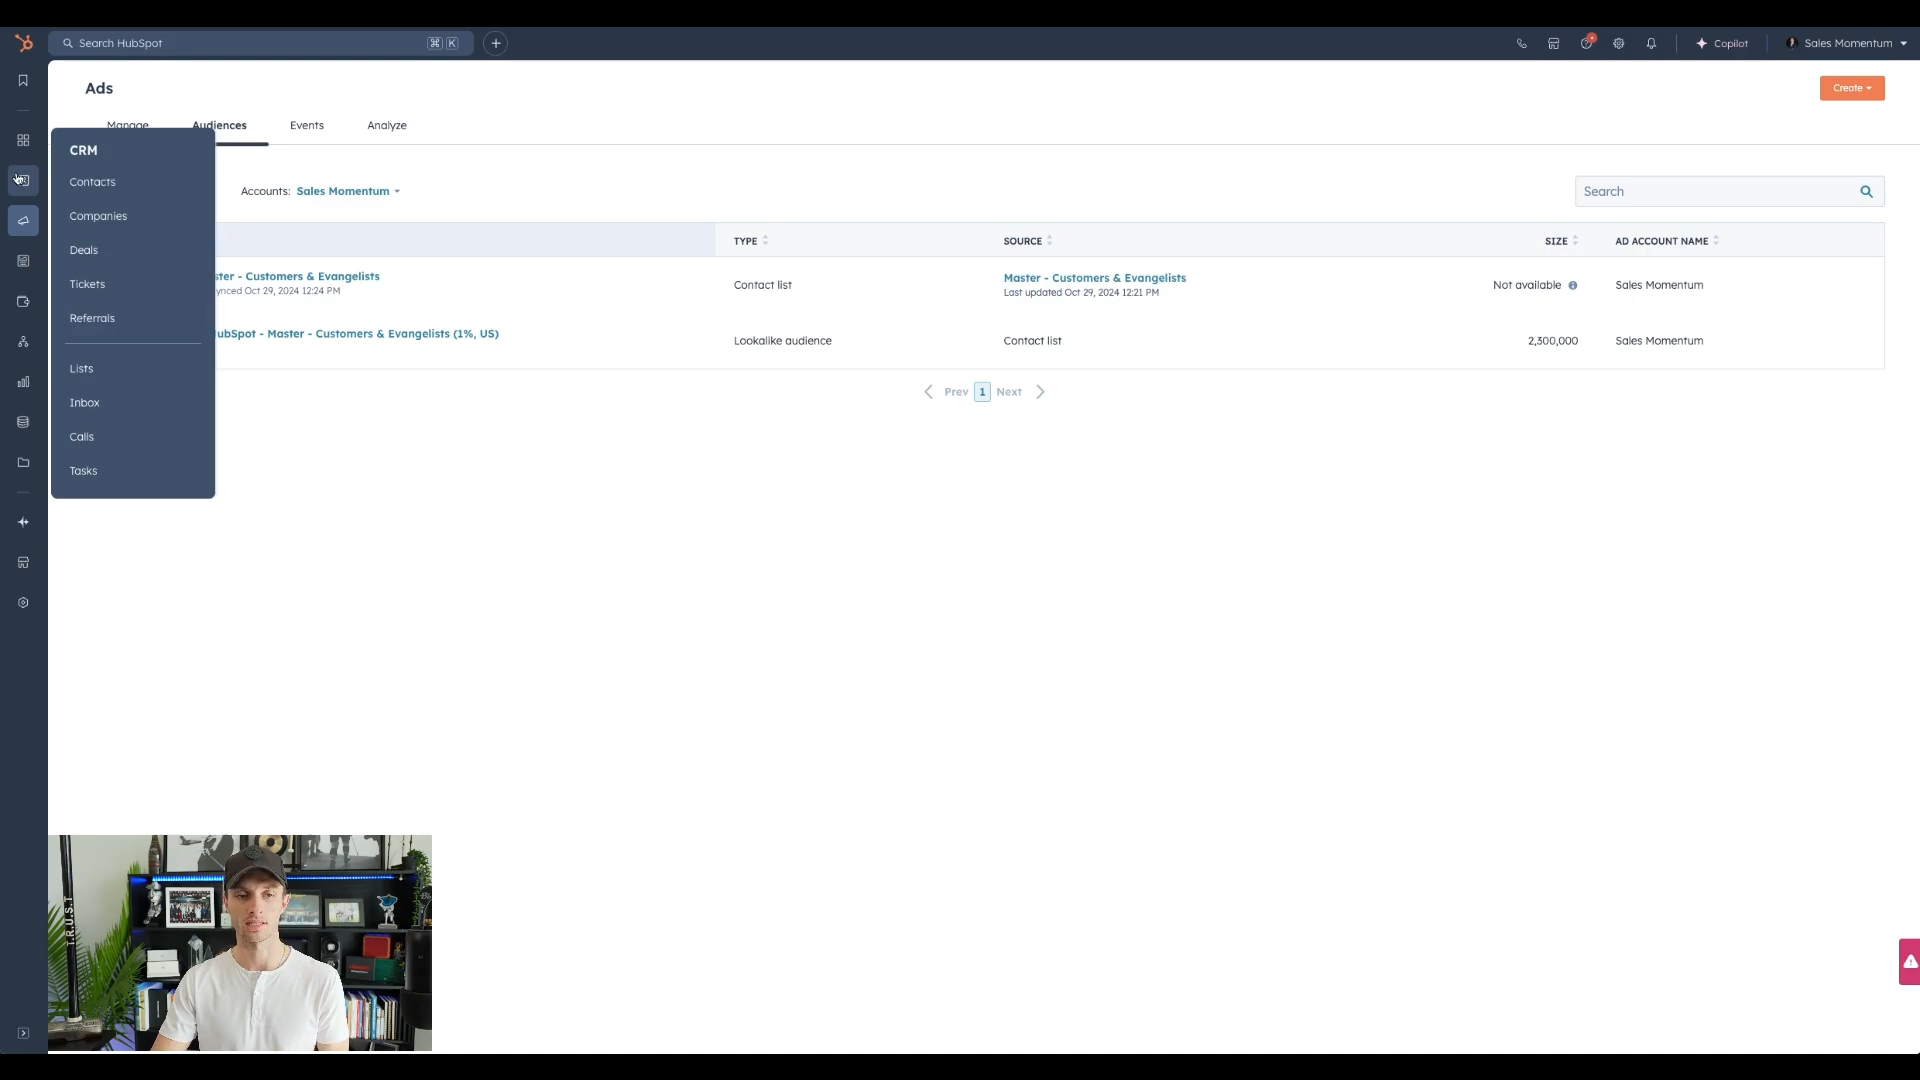 Search HubSpot
⌘ K
Copilot
Sales Momentum
Ads
Create
Manage
Audiences
Events
Analyze
CRM
Contacts
Companies
Deals
Tickets
Referrals
Lists
Inbox
Calls
Tasks
Accounts: Sales Momentum
Search
TYPE
SOURCE
SIZE
AD ACCOUNT NAME
ster - Customers & Evangelists
ynced Oct 29, 2024 12:24 PM
Contact list
Master - Customers & Evangelists
Last updated Oct 29, 2024 12:21 PM
Not available
Sales Momentum
HubSpot - Master - Customers & Evangelists (1%, US)
Lookalike audience
Contact list
2,300,000
Sales Momentum
Prev 1 Next
T.R.U.S.T